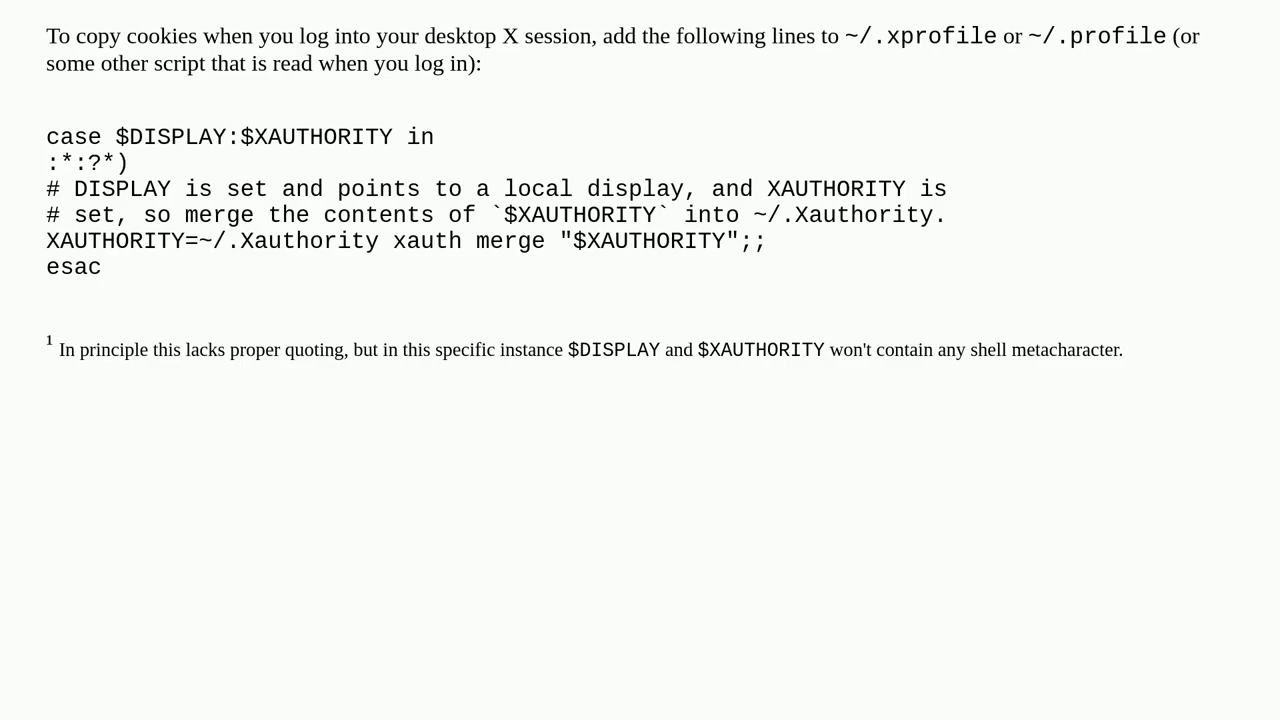 To copy cookies when you log into your desktop X session, add the following lines to ~/.xprofile or ~/.profile (or
some other script that is read when you log in):
case $DISPLAY:$XAUTHORITY in
:*:?*)
# DISPLAY is set and points to a local display, and XAUTHORITY is
# set, so merge the contents of `$XAUTHORITY` into ~/.Xauthority.
XAUTHORITY=~/.Xauthority xauth merge "$XAUTHORITY";;
esac
1 In principle this lacks proper quoting, but in this specific instance $DISPLAY and $XAUTHORITY won't contain any shell metacharacter.